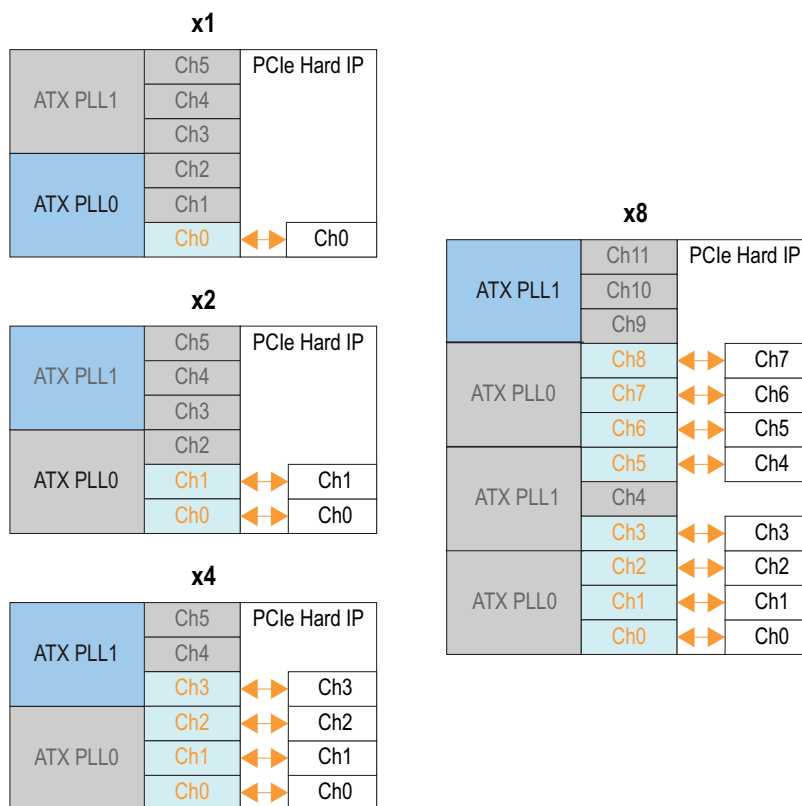 x1
Ch5 PCIe Hard IP
ATX PLL1 Ch4
Ch3
Ch2
ATX PLL0 Ch1
Ch0 Ch0
x2
Ch5 PCIe Hard IP
ATX PLL1 Ch4
Ch3
Ch2
ATX PLL0 Ch1 Ch1
Ch0 Ch0
x4
Ch5 PCIe Hard IP
ATX PLL1 Ch4
Ch3 Ch3
Ch2 Ch2
ATX PLL0 Ch1 Ch1
Ch0 Ch0
x8
Ch11 PCIe Hard IP
ATX PLL1 Ch10
Ch9
Ch8 Ch7
ATX PLL0 Ch7 Ch6
Ch6 Ch5
Ch5 Ch4
ATX PLL1 Ch4
Ch3 Ch3
Ch2 Ch2
ATX PLL0 Ch1 Ch1
Ch0 Ch0